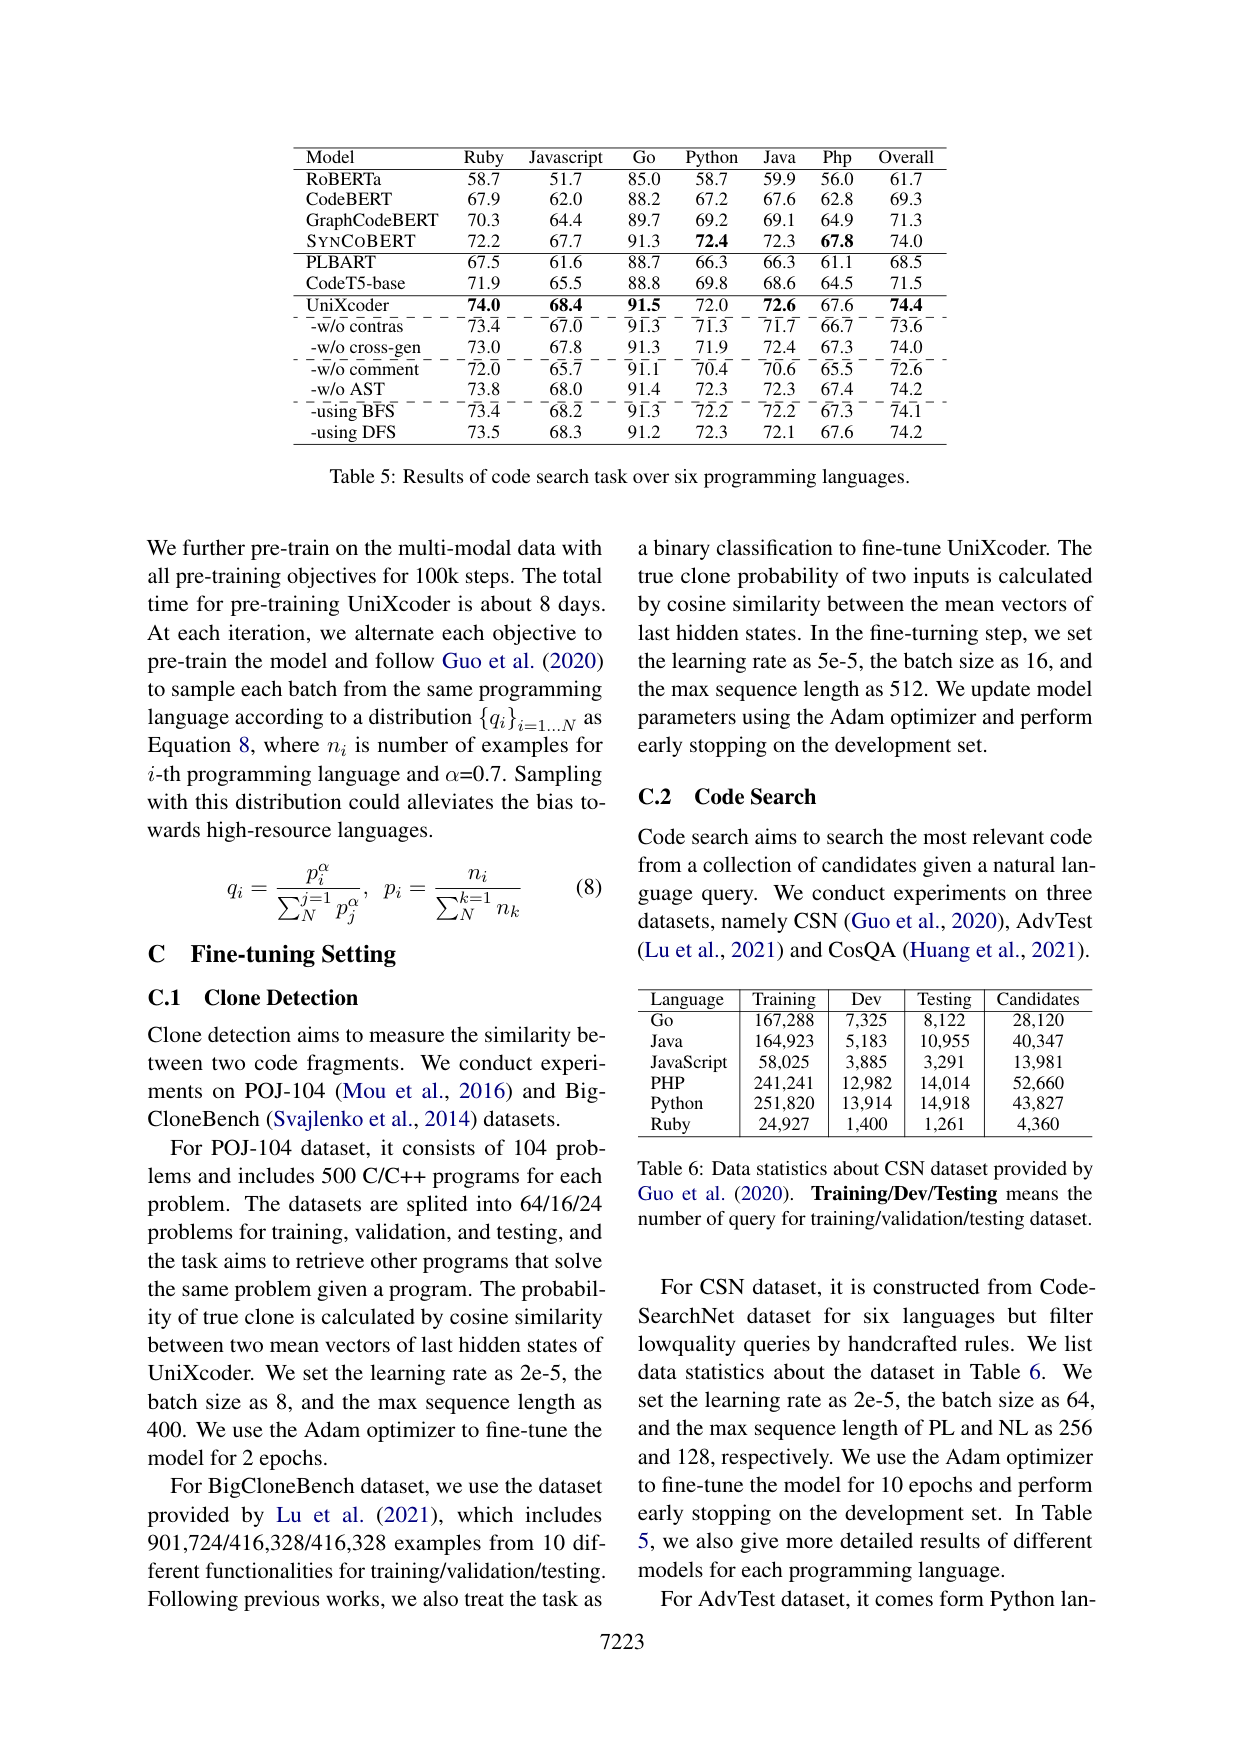 Model Ruby Javascript Go Python Java Php Overall
RoBERTa 58.7 51.7 85.0 58.7 59.9 56.0 61.7
CodeBERT 67.9 62.0 88.2 67.2 67.6 62.8 69.3
GraphCodeBERT 70.3 64.4 89.7 69.2 69.1 64.9 71.3
SYNCOBERT 72.2 67.7 91.3 72.4 72.3 67.8 74.0
PLBART 67.5 61.6 88.7 66.3 66.3 61.1 68.5
CodeT5-base 71.9 65.5 88.8 69.8 68.6 64.5 71.5
UniXcoder 74.0 68.4 91.5 72.0 72.6 67.6 74.4
-w/o contras 73.4 67.0 91.3 71.3 71.7 66.7 73.6
-w/o cross-gen 73.0 67.8 91.3 71.9 72.4 67.3 74.0
-w/o comment 72.0 65.7 91.1 70.4 70.6 65.5 72.6
-w/o AST 73.8 68.0 91.4 72.3 72.3 67.4 74.2
-using BFS 73.4 68.2 91.3 72.2 72.2 67.3 74.1
-using DFS 73.5 68.3 91.2 72.3 72.1 67.6 74.2
Table 5: Results of code search task over six programming languages.
We further pre-train on the multi-modal data with
all pre-training objectives for 100k steps. The total
time for pre-training UniXcoder is about 8 days.
At each iteration, we alternate each objective to
pre-train the model and follow Guo et al. (2020)
to sample each batch from the same programming
language according to a distribution {q_i}_{i=1...N} as
Equation 8, where n_i is number of examples for
i-th programming language and α=0.7. Sampling
with this distribution could alleviates the bias to-
wards high-resource languages.
q_i = \frac{p_i^α}{\sum_N^{j=1} p_j^α}, p_i = \frac{n_i}{\sum_N^{k=1} n_k} (8)
C Fine-tuning Setting
C.1 Clone Detection
Clone detection aims to measure the similarity be-
tween two code fragments. We conduct experi-
ments on POJ-104 (Mou et al., 2016) and Big-
CloneBench (Svajlenko et al., 2014) datasets.
For POJ-104 dataset, it consists of 104 prob-
lems and includes 500 C/C++ programs for each
problem. The datasets are splited into 64/16/24
problems for training, validation, and testing, and
the task aims to retrieve other programs that solve
the same problem given a program. The probabil-
ity of true clone is calculated by cosine similarity
between two mean vectors of last hidden states of
UniXcoder. We set the learning rate as 2e-5, the
batch size as 8, and the max sequence length as
400. We use the Adam optimizer to fine-tune the
model for 2 epochs.
For BigCloneBench dataset, we use the dataset
provided by Lu et al. (2021), which includes
901,724/416,328/416,328 examples from 10 dif-
ferent functionalities for training/validation/testing.
Following previous works, we also treat the task as
a binary classification to fine-tune UniXcoder. The
true clone probability of two inputs is calculated
by cosine similarity between the mean vectors of
last hidden states. In the fine-turning step, we set
the learning rate as 5e-5, the batch size as 16, and
the max sequence length as 512. We update model
parameters using the Adam optimizer and perform
early stopping on the development set.
C.2 Code Search
Code search aims to search the most relevant code
from a collection of candidates given a natural lan-
guage query. We conduct experiments on three
datasets, namely CSN (Guo et al., 2020), AdvTest
(Lu et al., 2021) and CosQA (Huang et al., 2021).
Language Training Dev Testing Candidates
Go 167,288 7,325 8,122 28,120
Java 164,923 5,183 10,955 40,347
JavaScript 58,025 3,885 3,291 13,981
PHP 241,241 12,982 14,014 52,660
Python 251,820 13,914 14,918 43,827
Ruby 24,927 1,400 1,261 4,360
Table 6: Data statistics about CSN dataset provided by
Guo et al. (2020). Training/Dev/Testing means the
number of query for training/validation/testing dataset.
For CSN dataset, it is constructed from Code-
SearchNet dataset for six languages but filter
lowquality queries by handcrafted rules. We list
data statistics about the dataset in Table 6. We
set the learning rate as 2e-5, the batch size as 64,
and the max sequence length of PL and NL as 256
and 128, respectively. We use the Adam optimizer
to fine-tune the model for 10 epochs and perform
early stopping on the development set. In Table
5, we also give more detailed results of different
models for each programming language.
For AdvTest dataset, it comes form Python lan-
7223